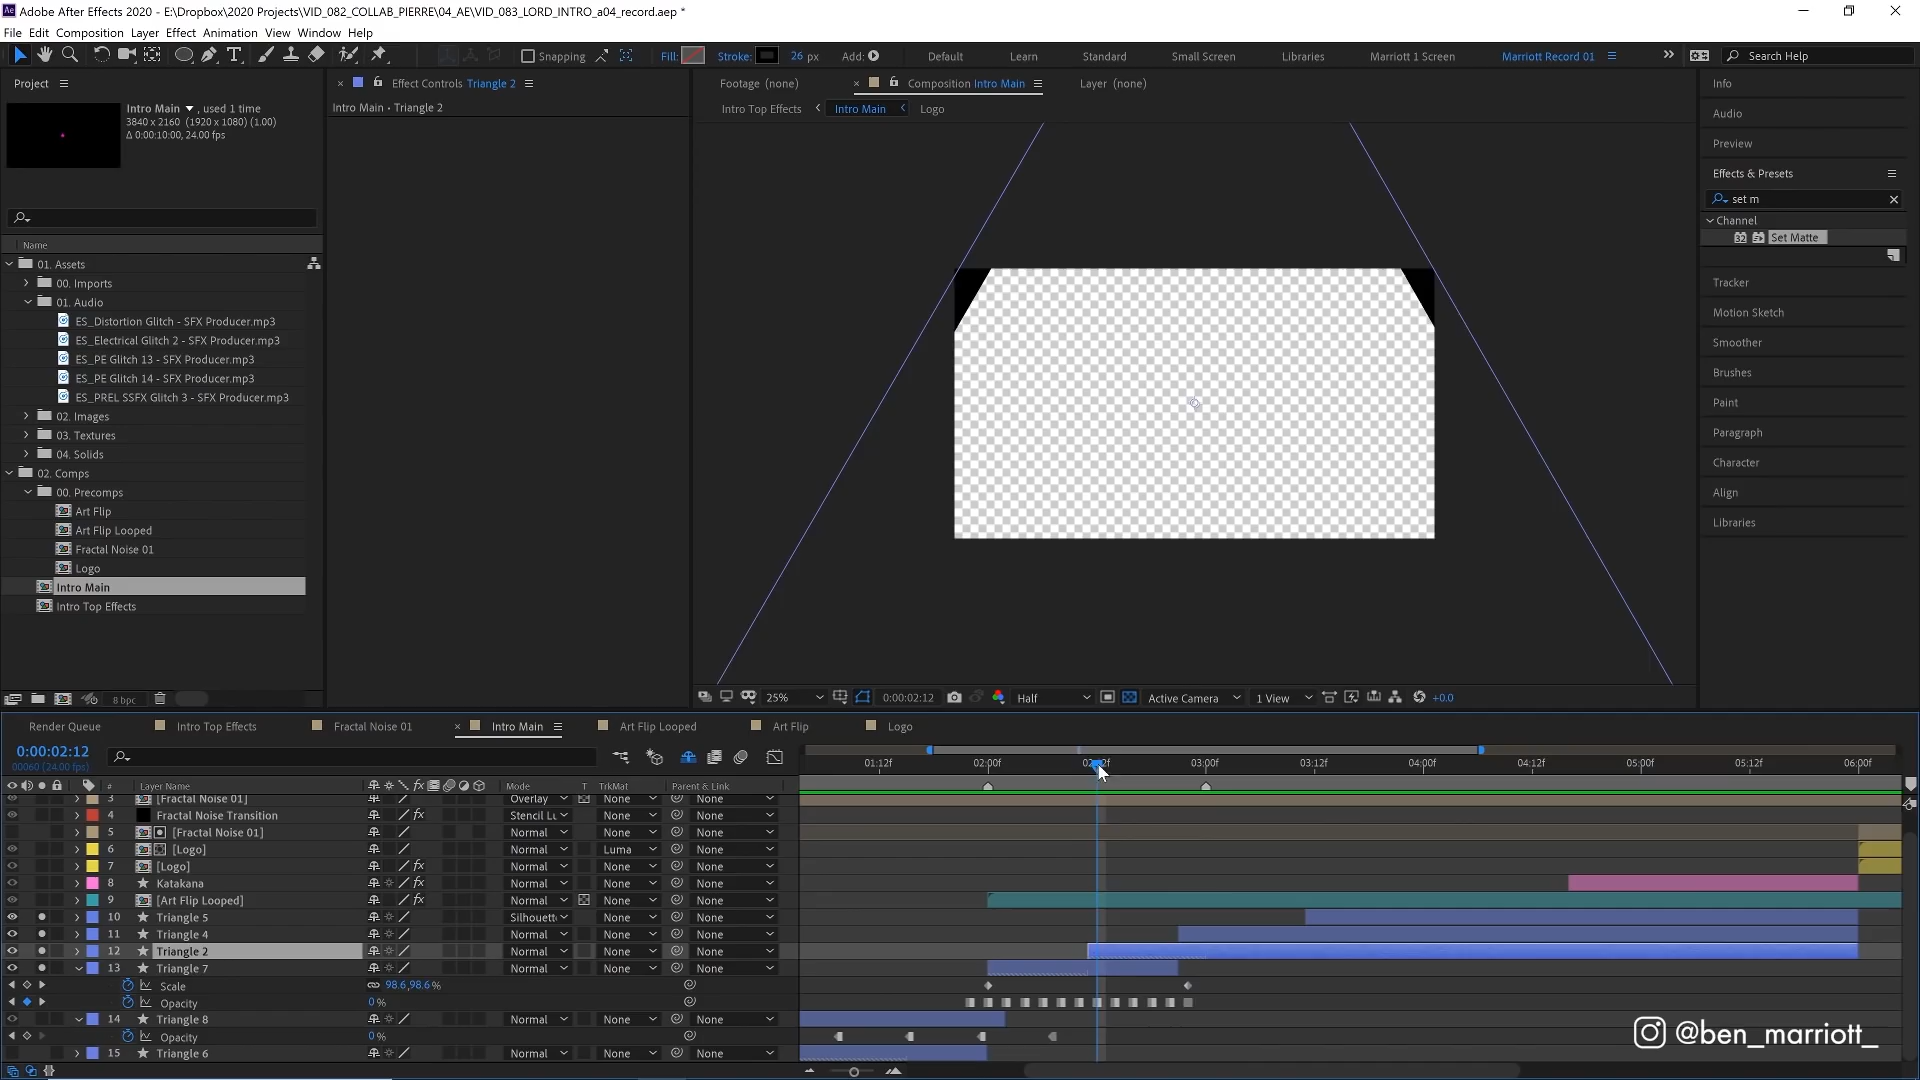 Adobe After Effects 2020 - E:\Dropbox\2020 Projects\VID_082_COLLAB_PIERRE\04_AE\VID_083_LORD_INTRO_a04_record.aep *
File Edit Composition Layer Effect Animation View Window Help
Snapping Fill: Stroke: 26 px Add: Default Learn Standard Small Screen Libraries Marriott 1 Screen Marriott Record 01 Search Help
Project Effect Controls Triangle 2 Footage (none) Composition Intro Main Layer (none) Info
Intro Main , used 1 time
3840 x 2160 (1920 x 1080) (1.00)
Δ 0:00:10:00, 24.00 fps
Intro Main • Triangle 2
Intro Top Effects Intro Main Logo
Audio
Preview
Effects & Presets
set m
Channel
32 Set Matte
Tracker
Motion Sketch
Smoother
Brushes
Paint
Paragraph
Character
Align
Libraries
Name
01. Assets
00. Imports
01. Audio
ES_Distortion Glitch - SFX Producer.mp3
ES_Electrical Glitch 2 - SFX Producer.mp3
ES_PE Glitch 13 - SFX Producer.mp3
ES_PE Glitch 14 - SFX Producer.mp3
ES_PREL SSFX Glitch 3 - SFX Producer.mp3
02. Images
03. Textures
04. Solids
02. Comps
00. Precomps
Art Flip
Art Flip Looped
Fractal Noise 01
Logo
Intro Main
Intro Top Effects
8 bpc 25% 0:00:02:12 Half Active Camera 1 View +0.0
Render Queue Intro Top Effects Fractal Noise 01 Intro Main Art Flip Looped Art Flip Logo
0:00:02:12
00060 (24.00 fps)
01:12f 02:00f 03:00f 03:12f 04:00f 04:12f 05:00f 05:12f 06:00f
# Layer Name Mode T TrkMat Parent & Link
3 [Fractal Noise 01] Overlay None None
4 Fractal Noise Transition Stencil Lu None None
5 [Fractal Noise 01] Normal None None
6 [Logo] Normal Luma None
7 [Logo] Normal None None
8 Katakana Normal None None
9 [Art Flip Looped] Normal None None
10 Triangle 5 Silhouett None None
11 Triangle 4 Normal None None
12 Triangle 2 Normal None None
13 Triangle 7 Normal None None
Scale 98.6,98.6%
Opacity 0%
14 Triangle 8 Normal None None
Opacity 0%
15 Triangle 6 Normal None None
@ben_marriott_